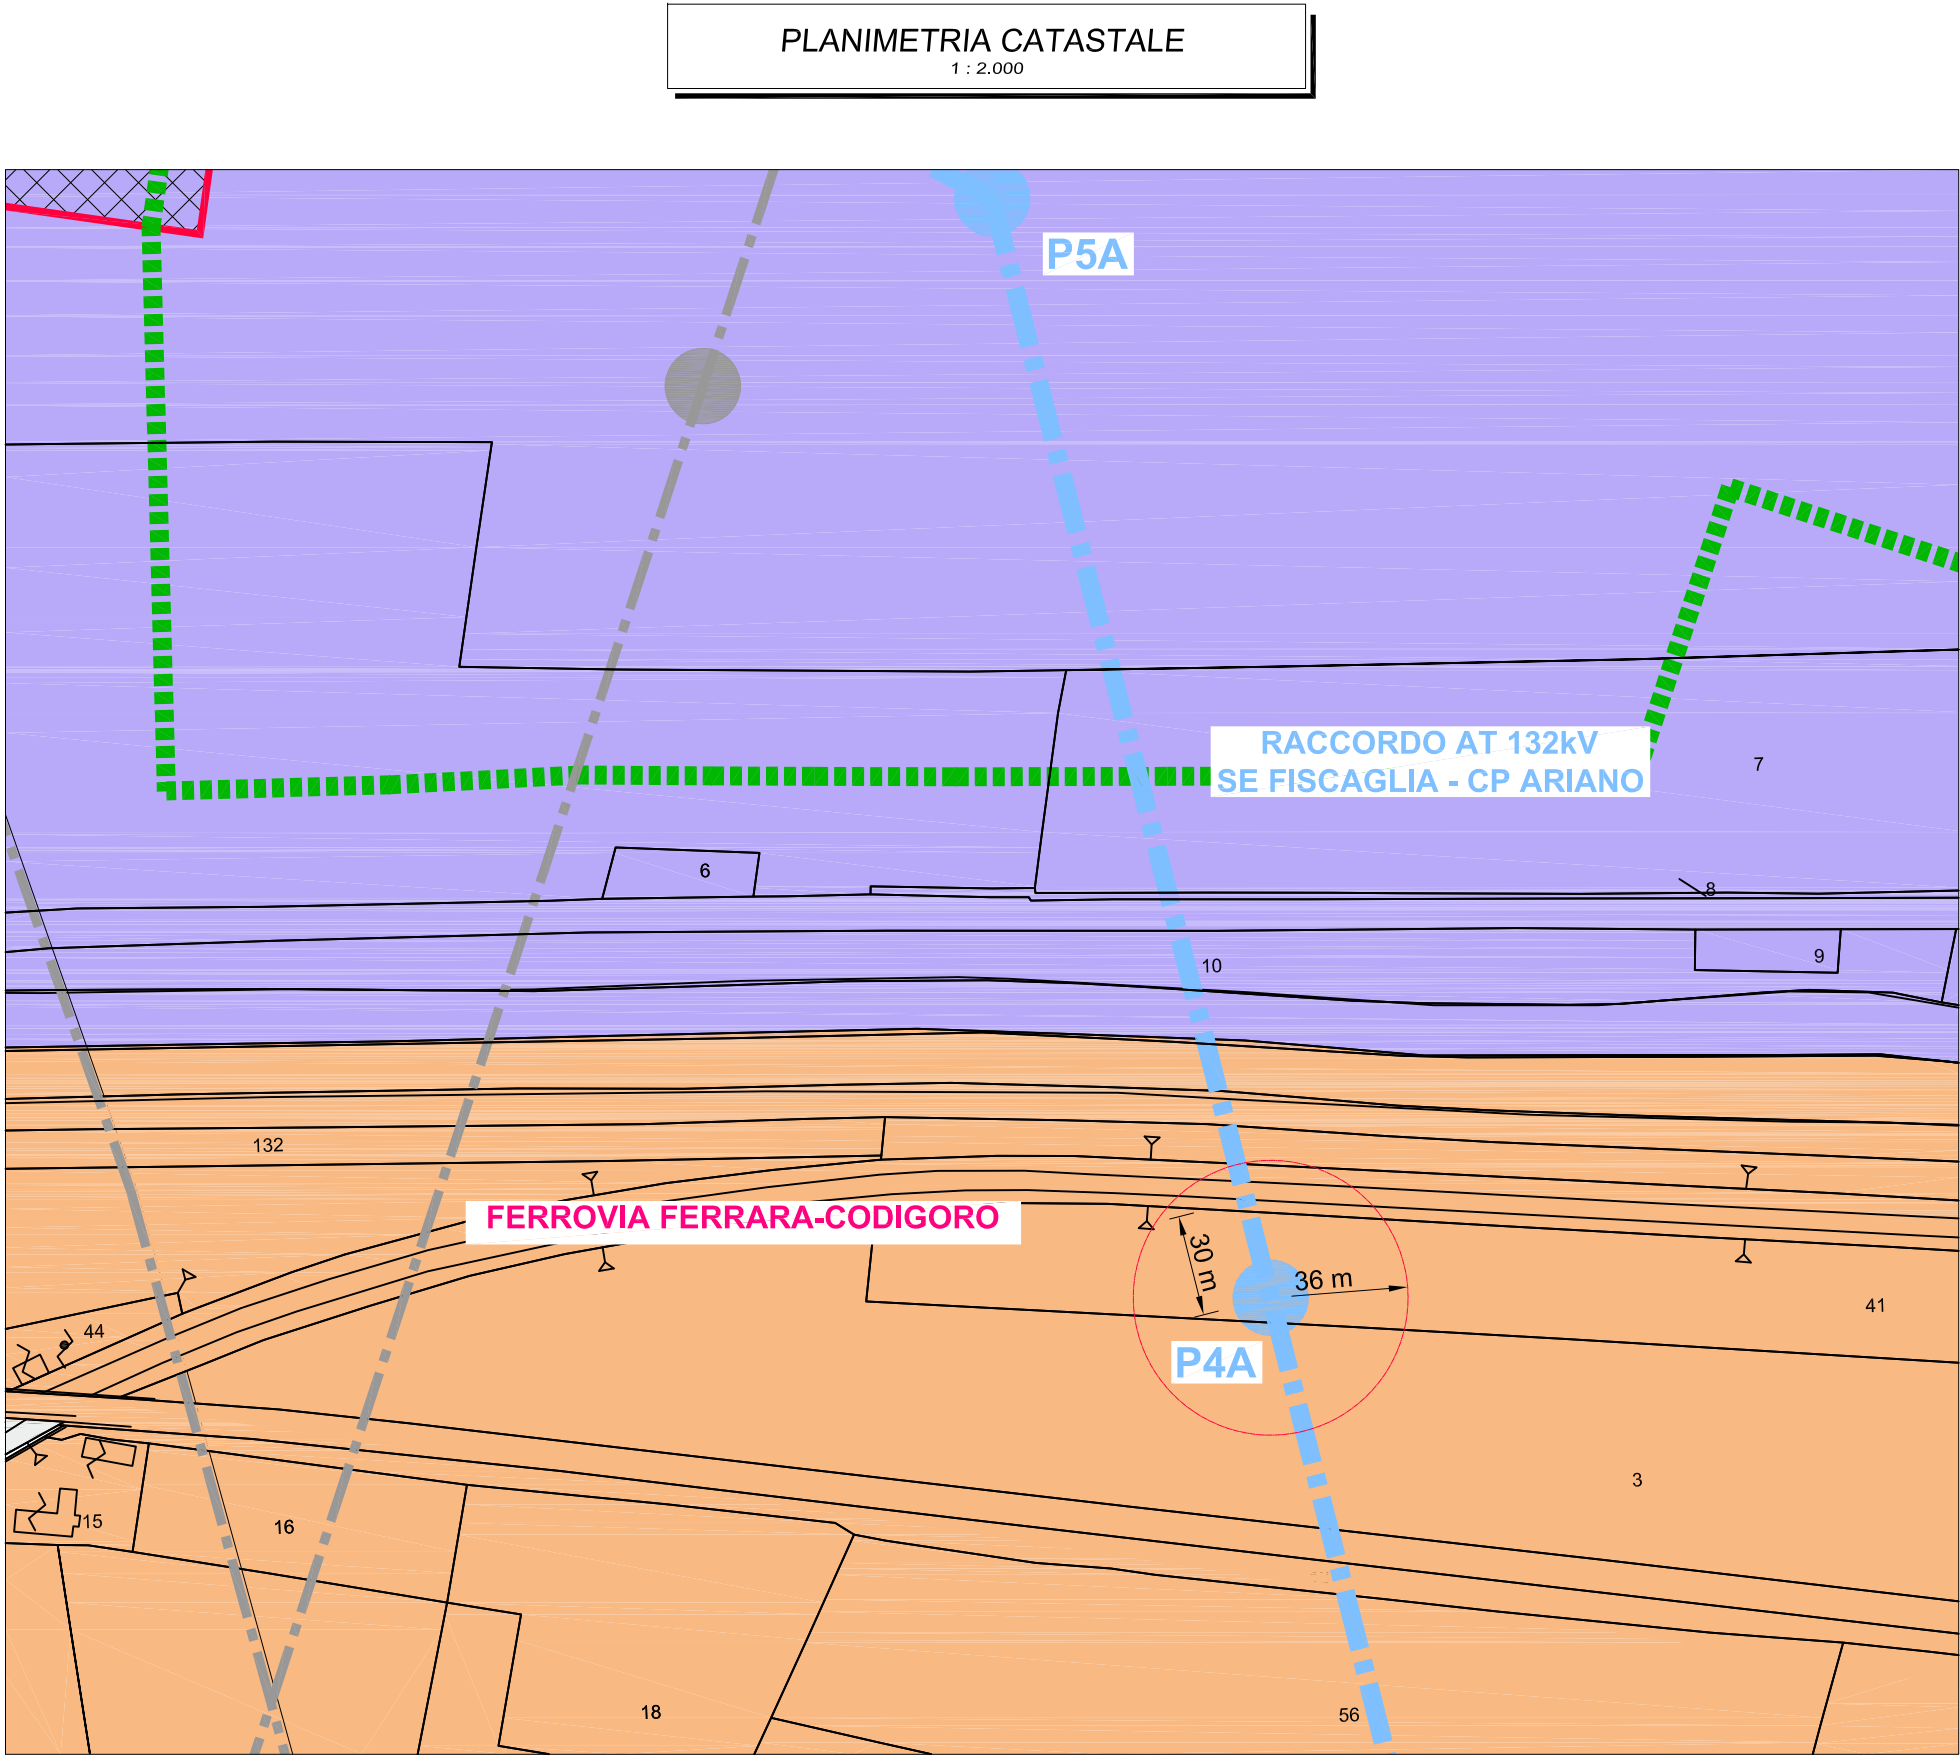 PLANIMETRIA CATASTALE
1 : 2.000
P5A
RACCORDO AT 132kV
SE FISCAGLIA - CP ARIANO
7
6
8
9
10
132
FERROVIA FERRARA-CODIGORO
30 m
36 m
41
44
P4A
3
15
16
18
56